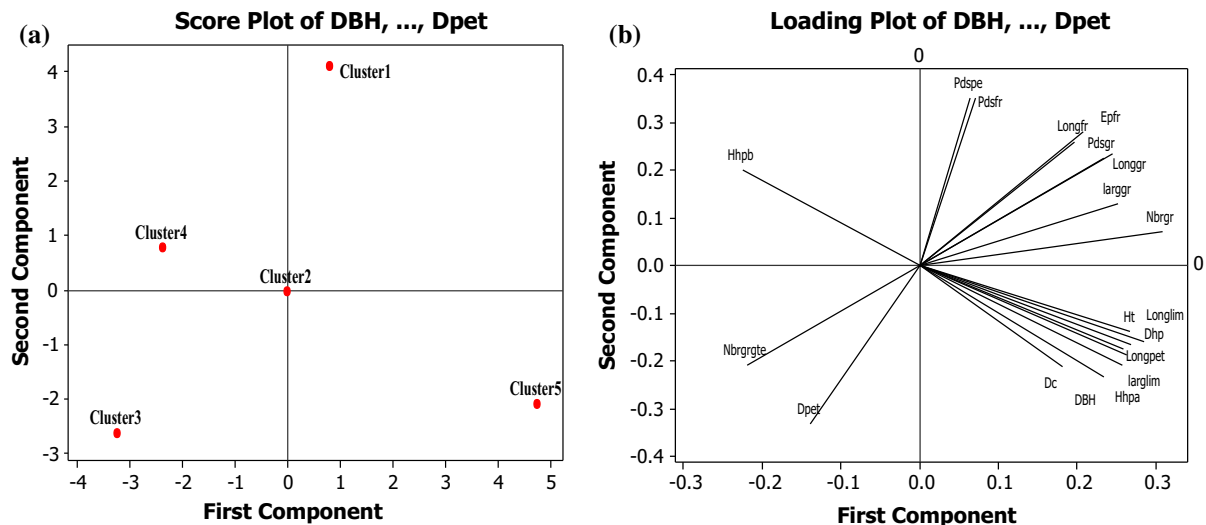 (a)
Score Plot of DBH, ..., Dpet
4
3
2
1
0
-1
-2
-3
-4
-3
-2
-1
0
1
2
3
4
5
Second Component
First Component
Cluster1
Cluster4
Cluster2
Cluster5
Cluster3
(b)
Loading Plot of DBH, ..., Dpet
0
0.4
0.3
0.2
0.1
0.0
-0.1
-0.2
-0.3
-0.4
-0.3
-0.2
-0.1
0.0
0.1
0.2
0.3
0
Second Component
First Component
Pdspe
Pdsfr
Epfr
Longfr
Pdsgr
Hhpb
Longgr
larggr
Nbrgr
Ht
Longlim
Dhp
Longpet
Nbrgrgte
Dc
larglim
DBH
Hhpa
Dpet